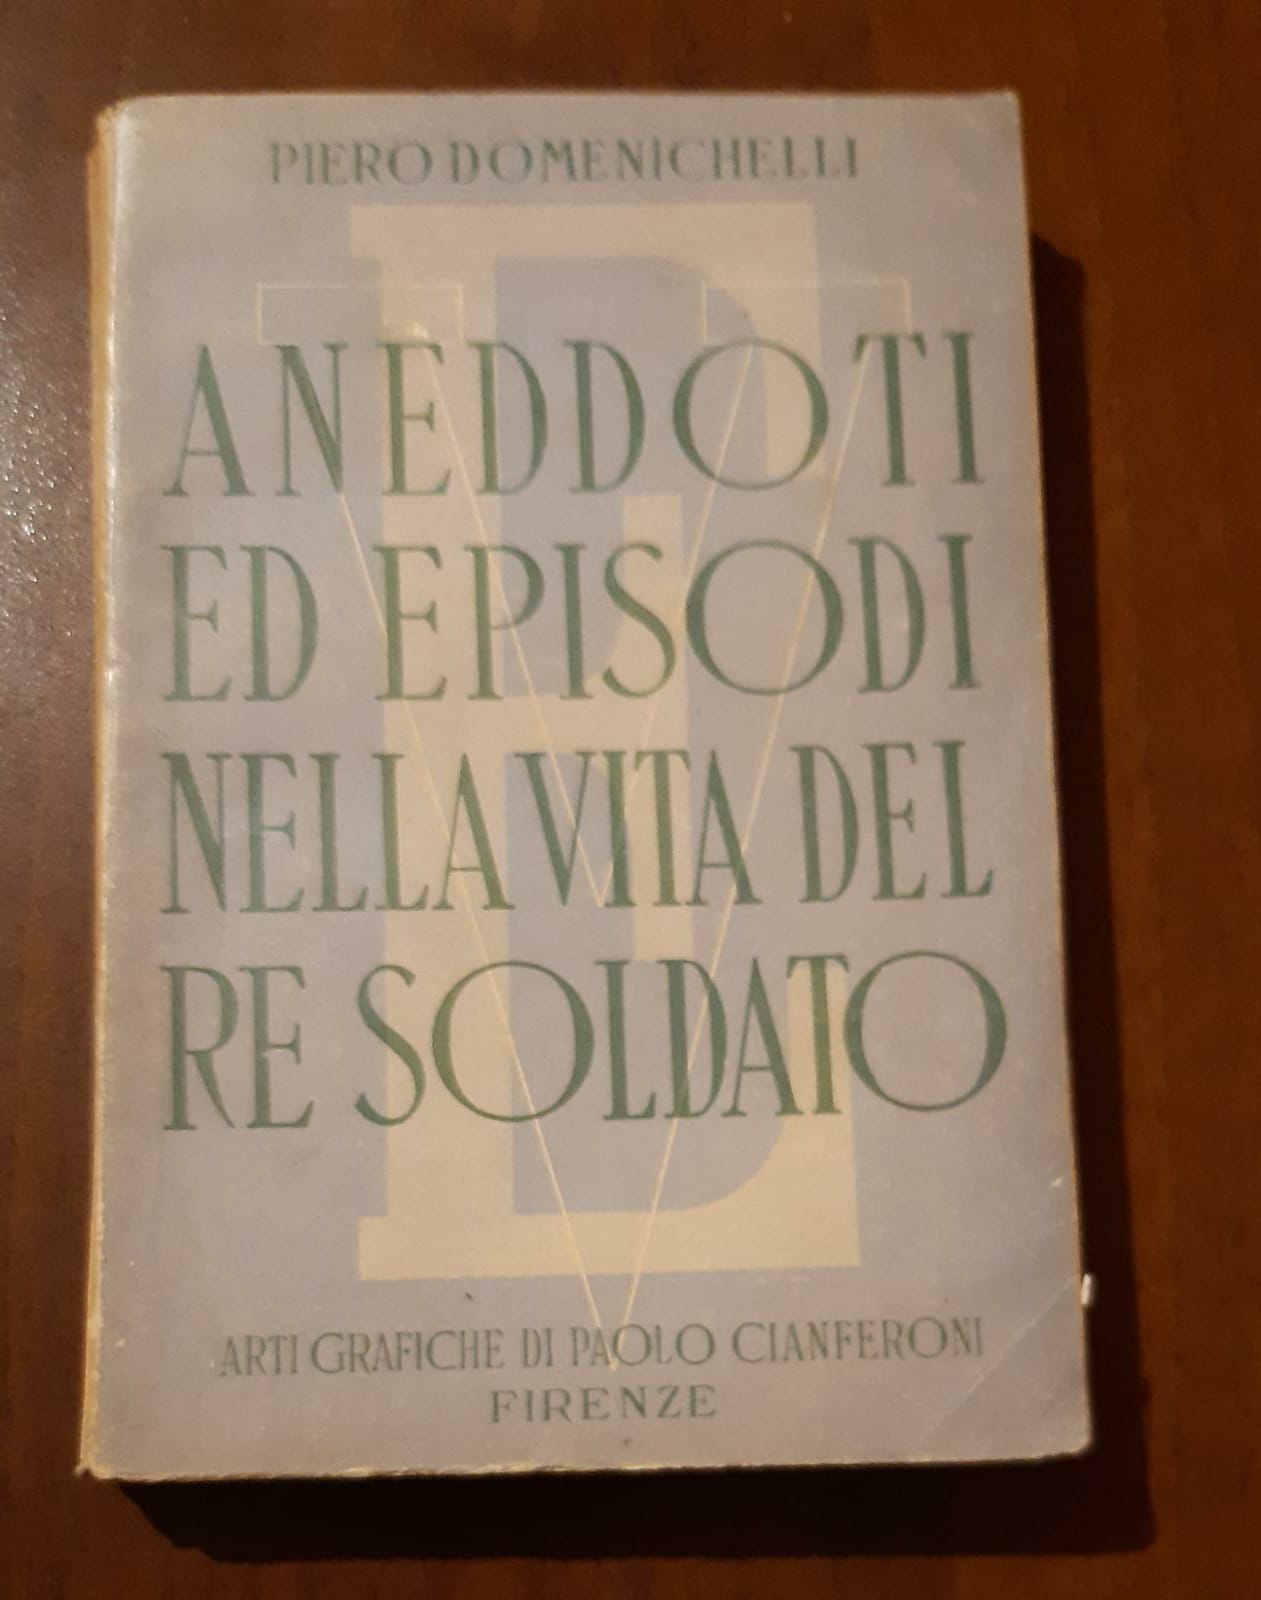 PIERO DOMENICHELLI
ANEDDOTI
ED EPISODI
NELLA VITA DEL
RE SOLDATO
ARTI GRAFICHE DI PAOLO CIANFERONI
FIRENZE